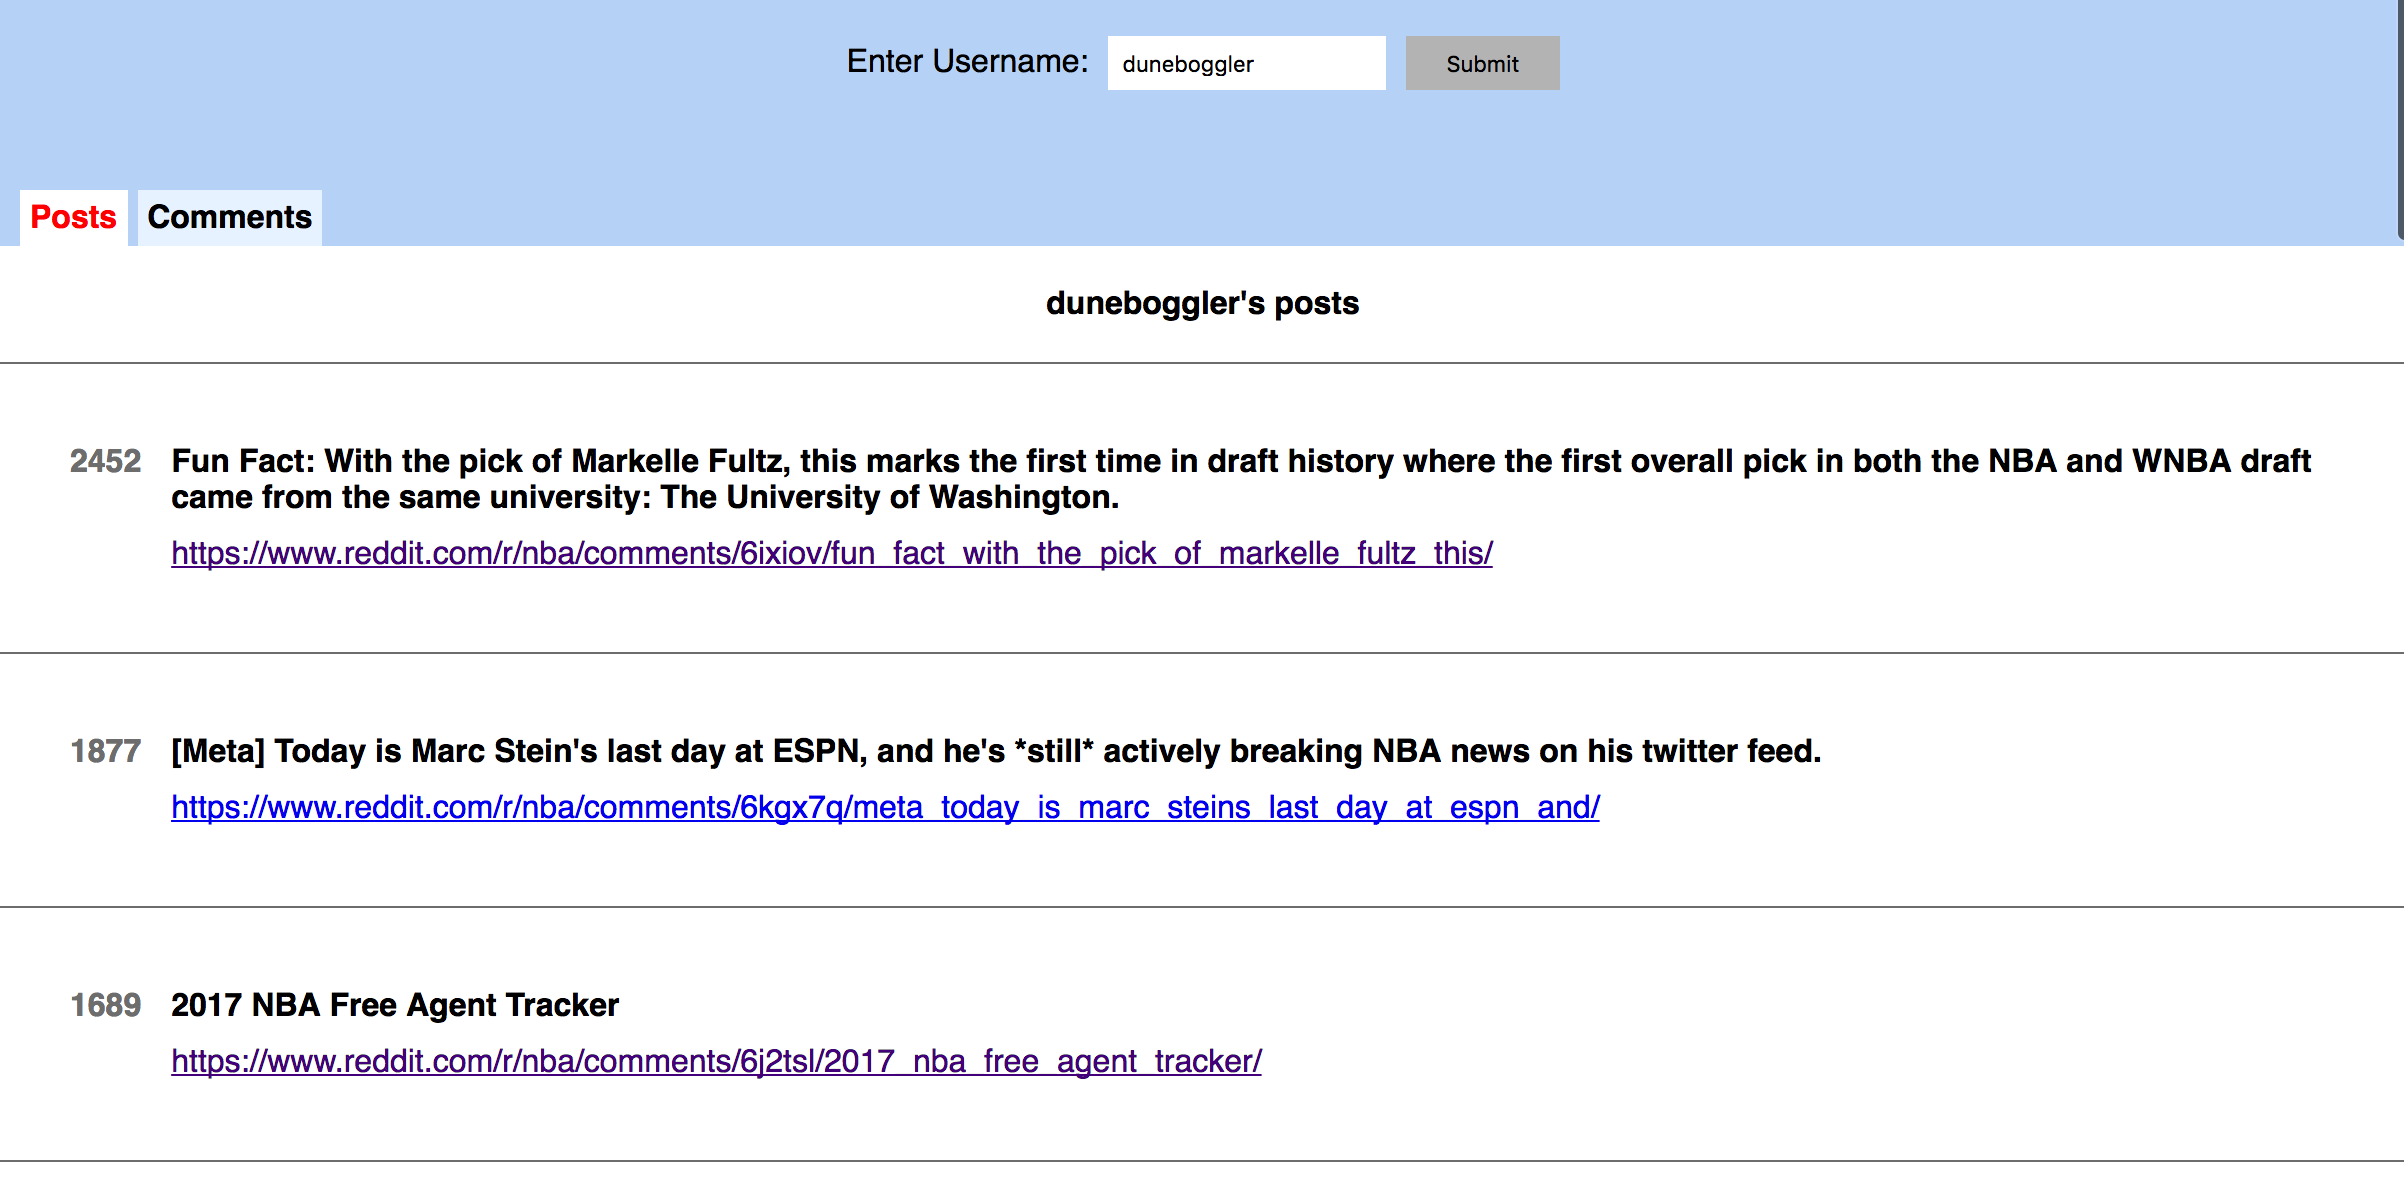 Enter Username: duneboggler Submit
Posts Comments
duneboggler's posts
2452 Fun Fact: With the pick of Markelle Fultz, this marks the first time in draft history where the first overall pick in both the NBA and WNBA draft
came from the same university: The University of Washington.
https://www.reddit.com/r/nba/comments/6ixiov/fun_fact_with_the_pick_of_markelle_fultz_this/
1877 [Meta] Today is Marc Stein's last day at ESPN, and he's *still* actively breaking NBA news on his twitter feed.
https://www.reddit.com/r/nba/comments/6kgx7q/meta_today_is_marc_steins_last_day_at_espn_and/
1689 2017 NBA Free Agent Tracker
https://www.reddit.com/r/nba/comments/6j2tsl/2017_nba_free_agent_tracker/